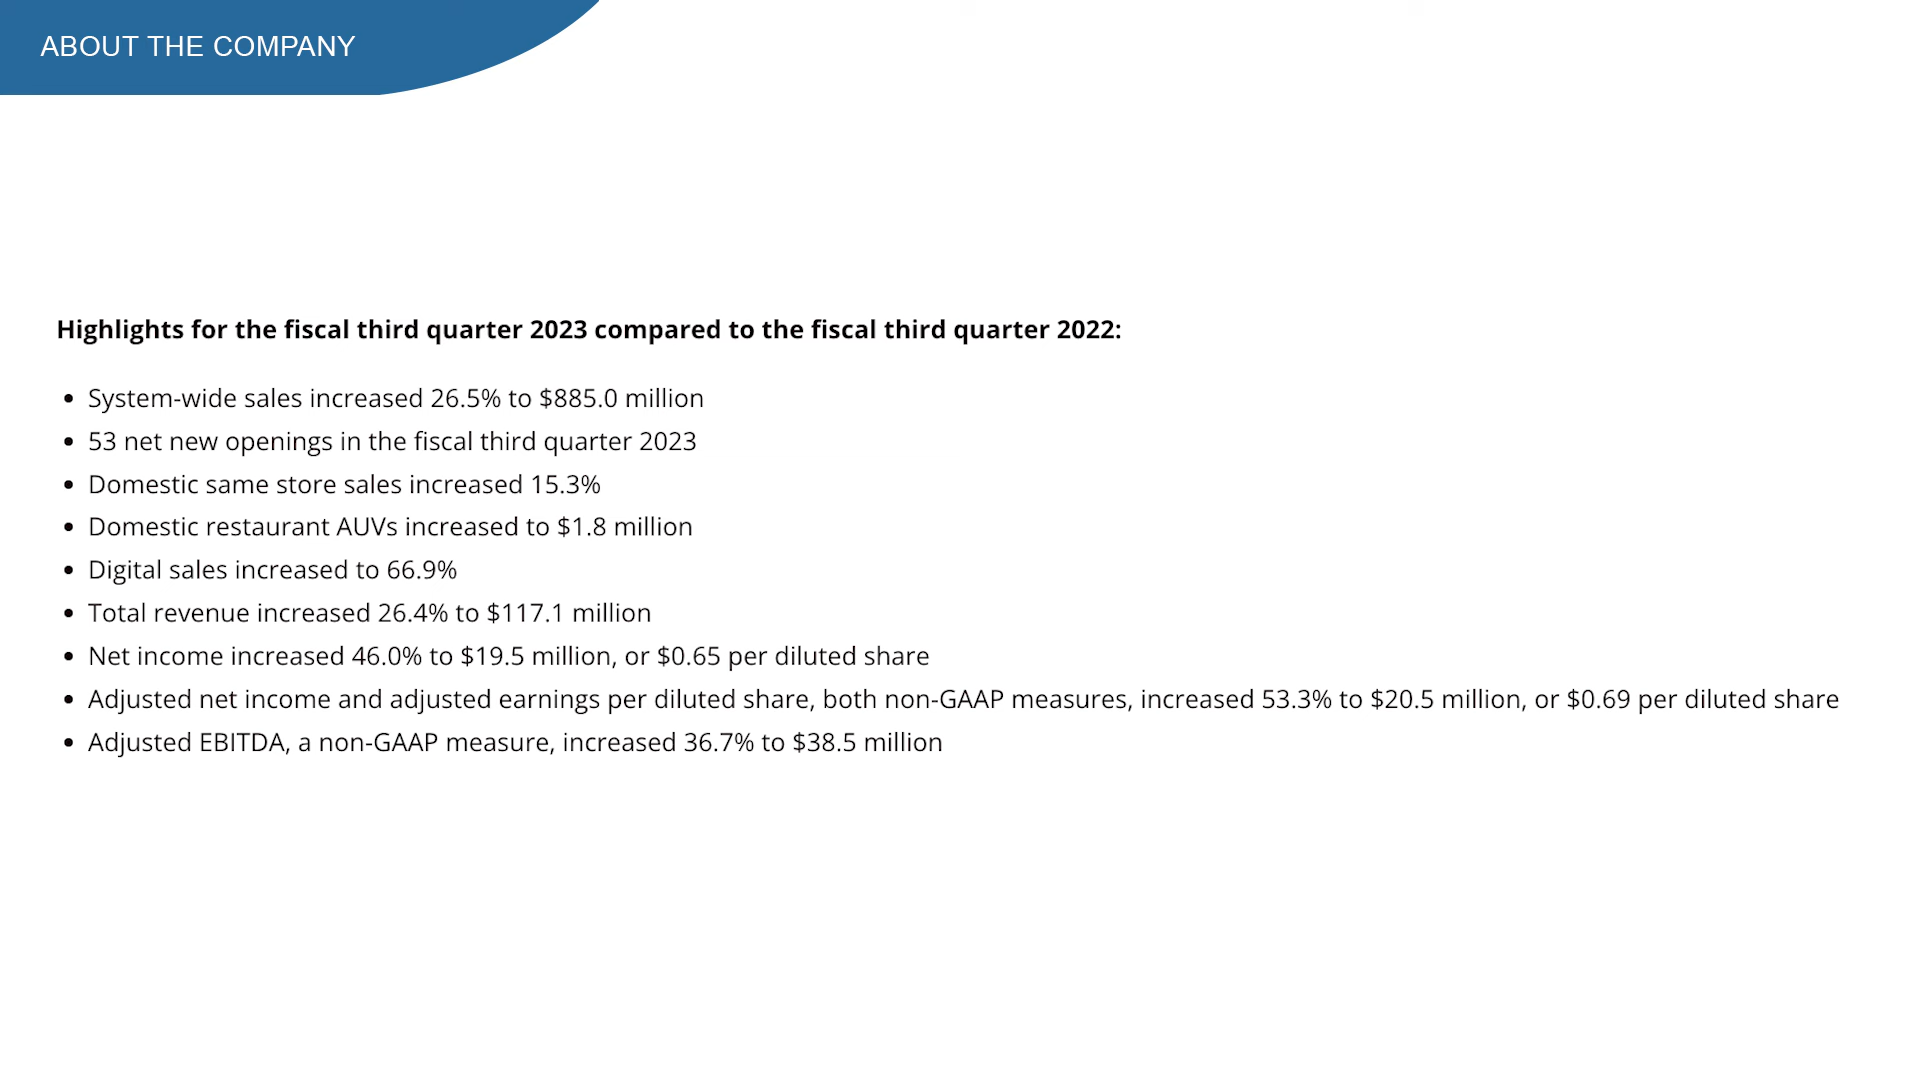 ABOUT THE COMPANY
Highlights for the fiscal third quarter 2023 compared to the fiscal third quarter 2022:
• System-wide sales increased 26.5% to $885.0 million
• 53 net new openings in the fiscal third quarter 2023
• Domestic same store sales increased 15.3%
• Domestic restaurant AUVs increased to $1.8 million
• Digital sales increased to 66.9%
• Total revenue increased 26.4% to $117.1 million
• Net income increased 46.0% to $19.5 million, or $0.65 per diluted share
• Adjusted net income and adjusted earnings per diluted share, both non-GAAP measures, increased 53.3% to $20.5 million, or $0.69 per diluted share
• Adjusted EBITDA, a non-GAAP measure, increased 36.7% to $38.5 million